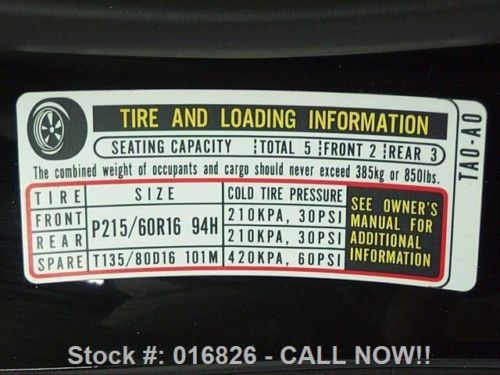 TIRE AND LOADING INFORMATION
SEATING CAPACITY TOTAL 5 FRONT 2 REAR 3
The combined weight of occupants and cargo should never exceed 385kg or 850lbs.
TIRE SIZE COLD TIRE PRESSURE
FRONT P215/60R16 94H 210KPA, 30PSI
REAR 210KPA, 30PSI
SPARE T135/80D16 101M 420KPA, 60PSI
SEE OWNER'S
MANUAL FOR
ADDITIONAL
INFORMATION
TA0-A0
Stock #: 016826 - CALL NOW!!